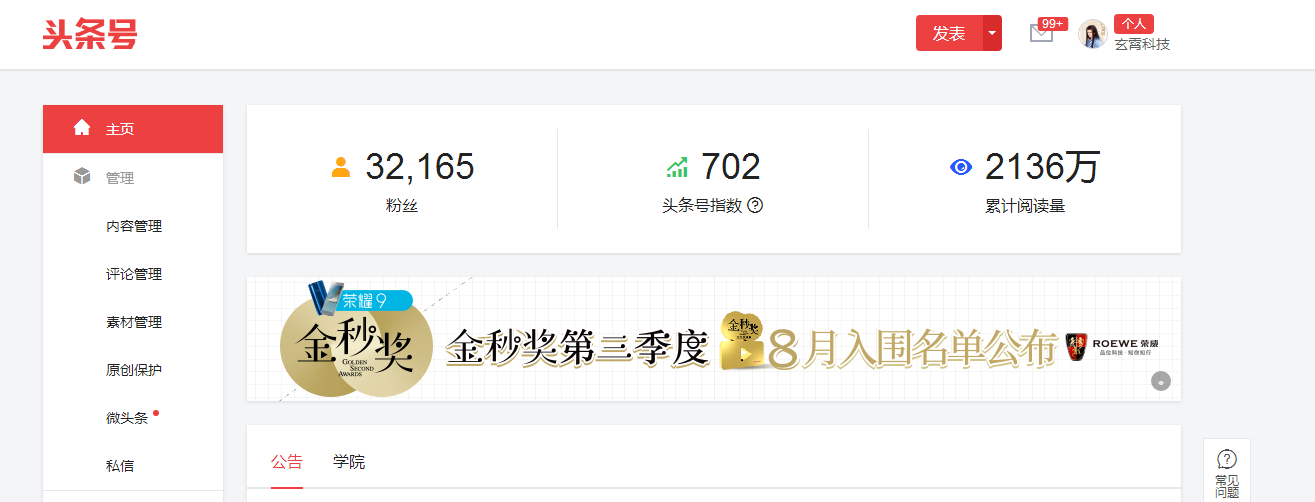 头条号
发表
99+
个人
玄霄科技
主页
管理
内容管理
评论管理
素材管理
原创保护
微头条
私信
32,165
粉丝
702
头条号指数
2136万
累计阅读量
荣耀9
金秒奖
GOLDEN
SECOND
AWARDS
金秒奖第三季度
金秒奖
8月入围名单公布
ROEWE 荣威
品位科技·知你知行
公告
学院
常见
问题